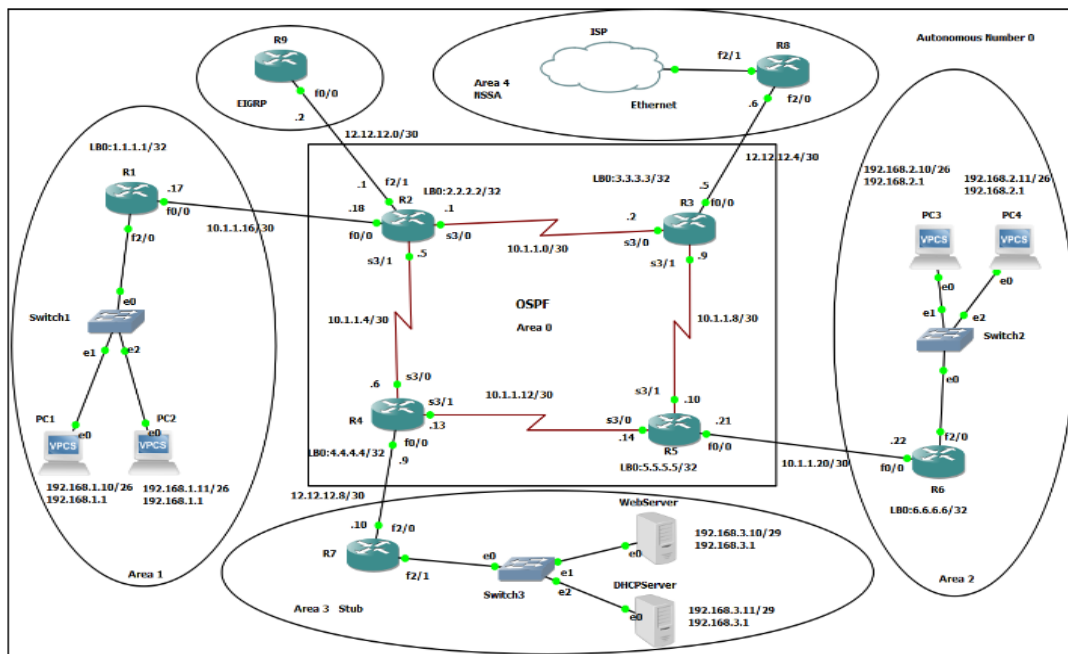 ISP
R8
Autonomous Number 0
R9
f2/1
Area 4
NSSA
f0/0
EIGRP
Ethernet
.6
f2/0
.2
12.12.12.0/30
LB0:1.1.1.1/32
12.12.12.4/30
192.168.2.10/26
192.168.2.1
192.168.2.11/26
192.168.2.1
R1
.17
f0/0
.1
f2/1
LB0:2.2.2.2/32
LB0:3.3.3.3/32
.5
f0/0
R2
R3
PC3
PC4
VPCS
VPCS
.18
f0/0
.1
s3/0
.2
s3/0
f2/0
10.1.1.16/30
10.1.1.0/30
s3/1
.5
s3/1
.9
e0
e0
e0
Switch1
OSPF
Area 0
e1
e2
Switch2
10.1.1.4/30
10.1.1.8/30
e1
e2
e0
s3/0
.6
10.1.1.12/30
s3/1
.10
s3/1
.13
R4
f0/0
s3/0
.14
R5
.21
f0/0
PC1
PC2
e0
e0
VPCS
VPCS
f2/0
.22
f0/0
LB0:4.4.4.4/32
.9
LB0:5.5.5.5/32
10.1.1.20/30
R6
192.168.1.10/26
192.168.1.1
192.168.1.11/26
192.168.1.1
12.12.12.8/30
LB0:6.6.6.6/32
WebServer
.10
f2/0
192.168.3.10/29
192.168.3.1
R7
f2/1
e0
e0
e1
Switch3
e2
DHCPServer
Area 1
Area 2
e0
192.168.3.11/29
192.168.3.1
Area 3 Stub